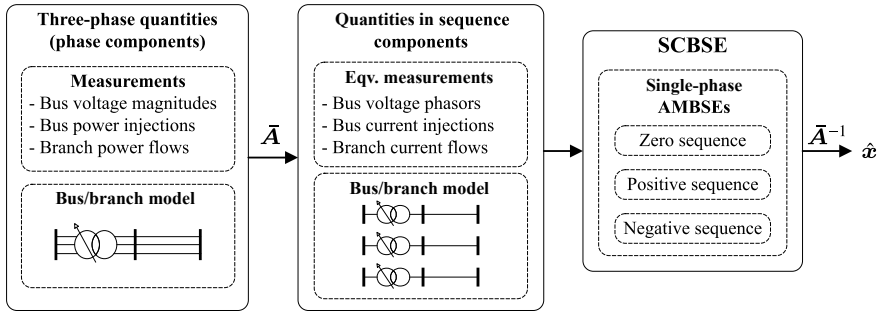 Three-phase quantities
(phase components)
Measurements
- Bus voltage magnitudes
- Bus power injections
- Branch power flows
Bus/branch model
Ā
Quantities in sequence
components
Eqv. measurements
- Bus voltage phasors
- Bus current injections
- Branch current flows
Bus/branch model
SCBSE
Single-phase
AMBSEs
Zero sequence
Positive sequence
Negative sequence
Ā⁻¹
x̂